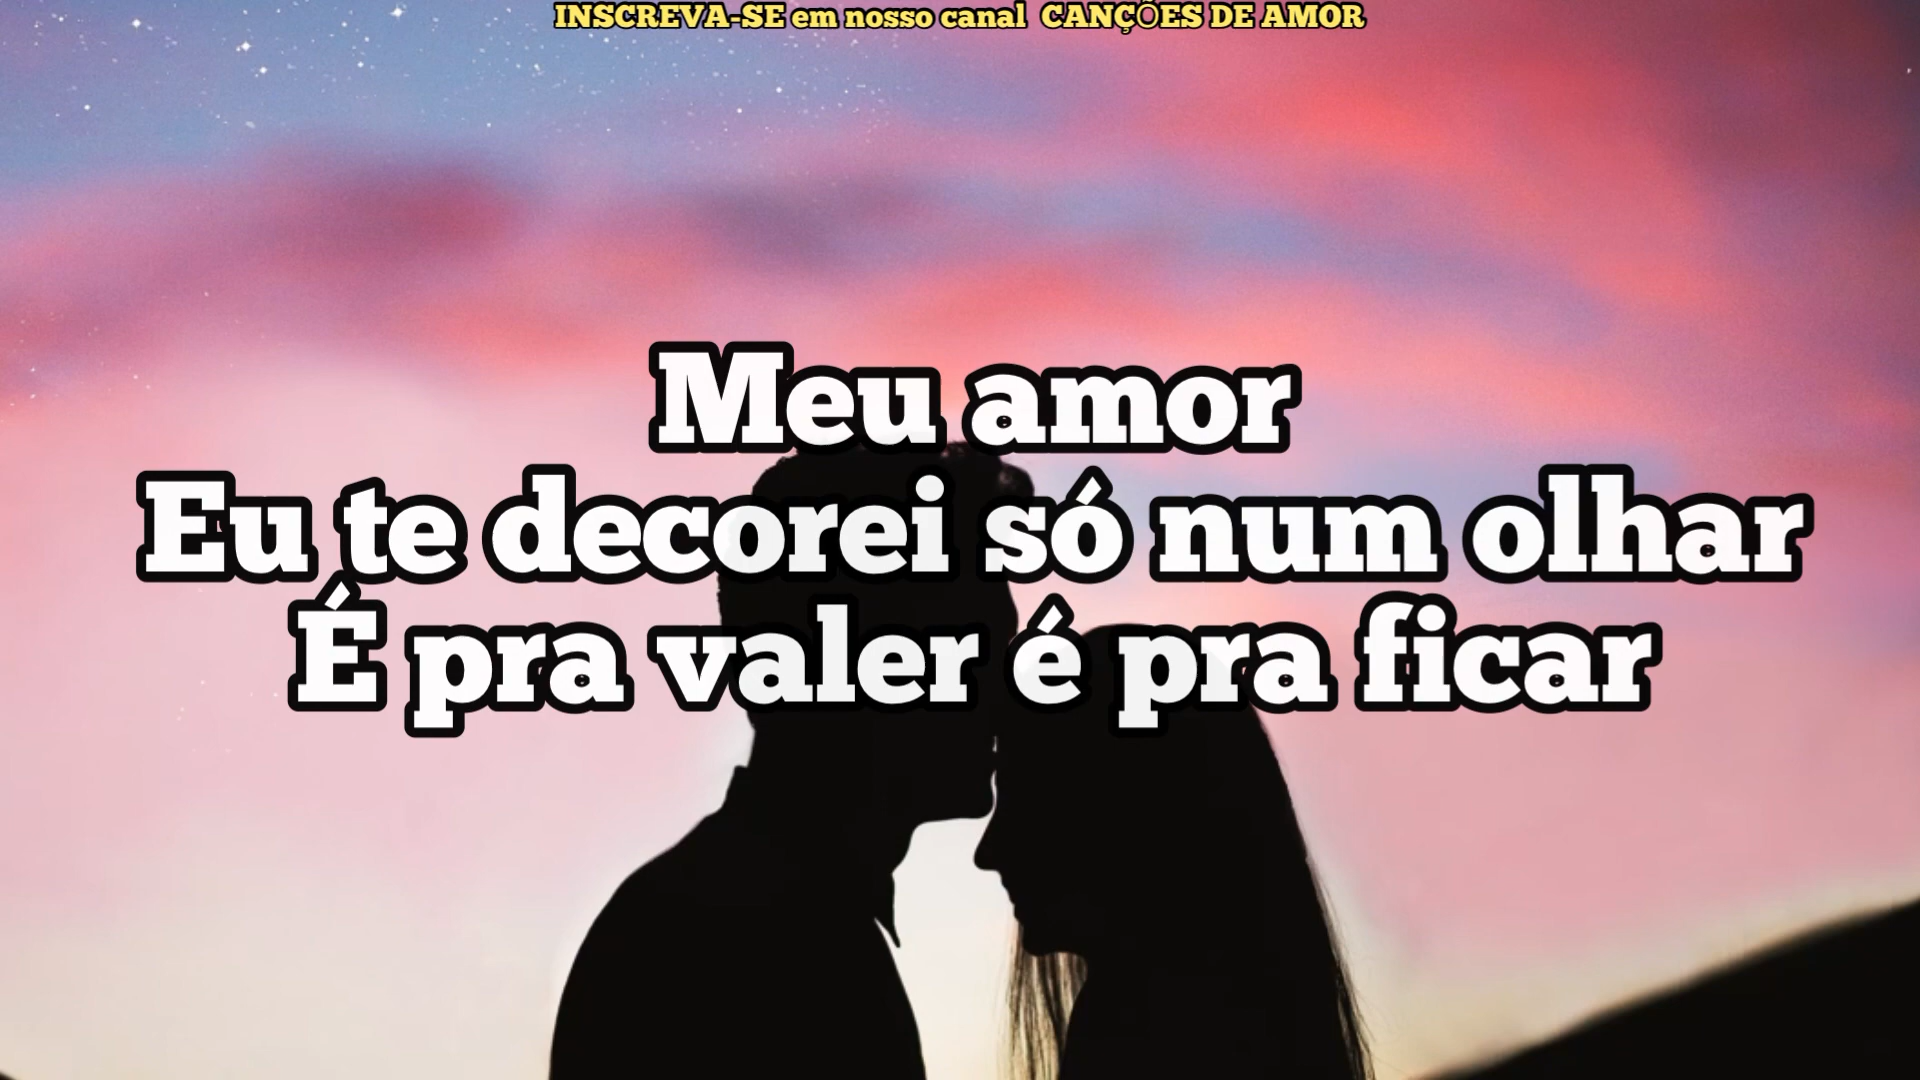 INSCREVA-SE em nosso canal CANÇÕES DE AMOR
Meu amor
Eu te decorei só num olhar
É pra valer é pra ficar